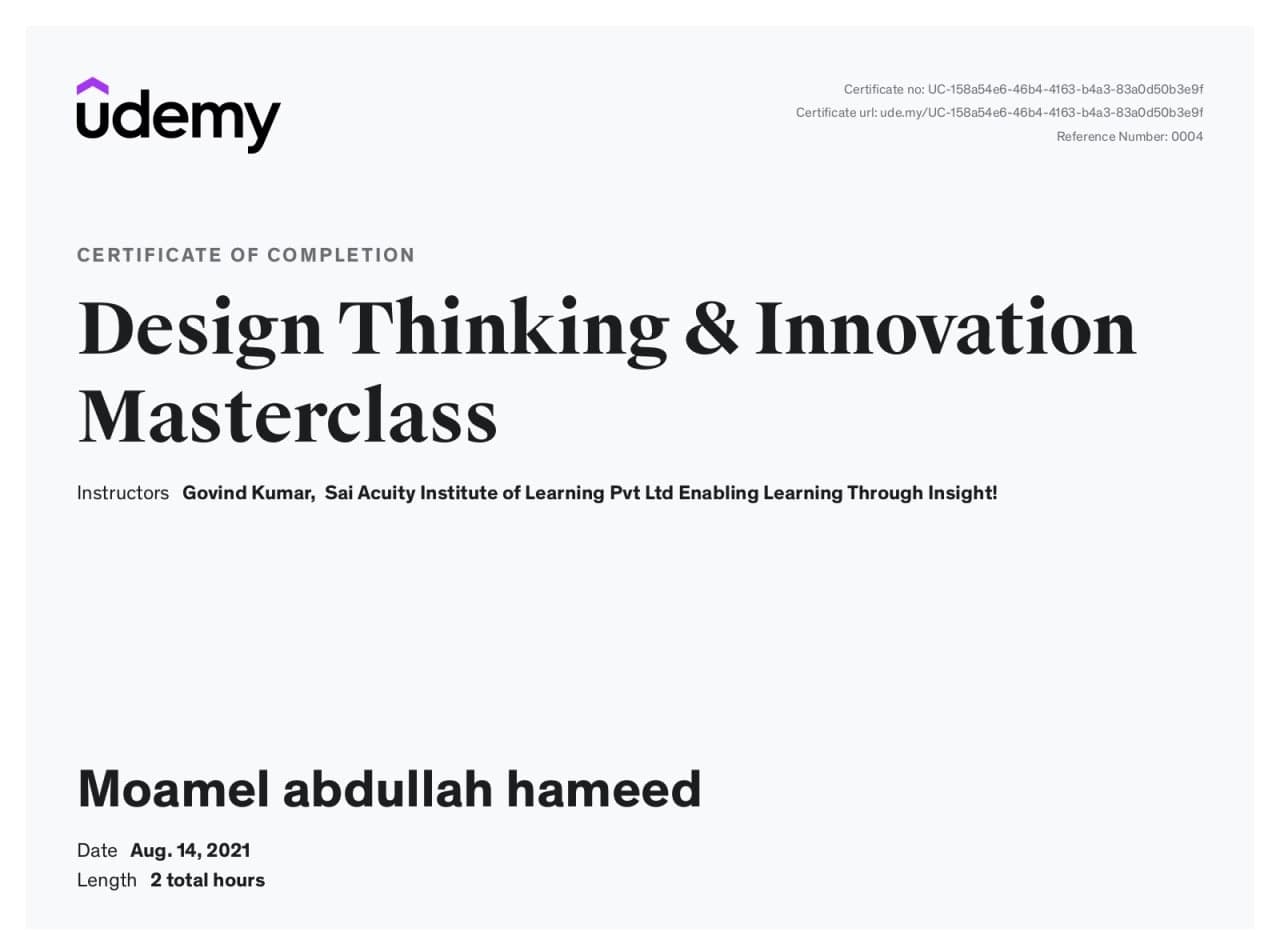 udemy
Certificate no: UC-158a54e6-46b4-4163-b4a3-83a0d50b3e9f
Certificate url: ude.my/UC-158a54e6-46b4-4163-b4a3-83a0d50b3e9f
Reference Number: 0004
CERTIFICATE OF COMPLETION
Design Thinking & Innovation
Masterclass
Instructors Govind Kumar, Sai Acuity Institute of Learning Pvt Ltd Enabling Learning Through Insight!
Moamel abdullah hameed
Date Aug. 14, 2021
Length 2 total hours